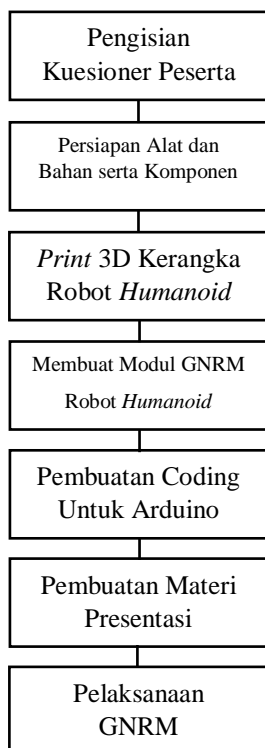 Pengisian
Kuesioner Peserta
Persiapan Alat dan
Bahan serta Komponen
Print 3D Kerangka
Robot Humanoid
Membuat Modul GNRM
Robot Humanoid
Pembuatan Coding
Untuk Arduino
Pembuatan Materi
Presentasi
Pelaksanaan
GNRM